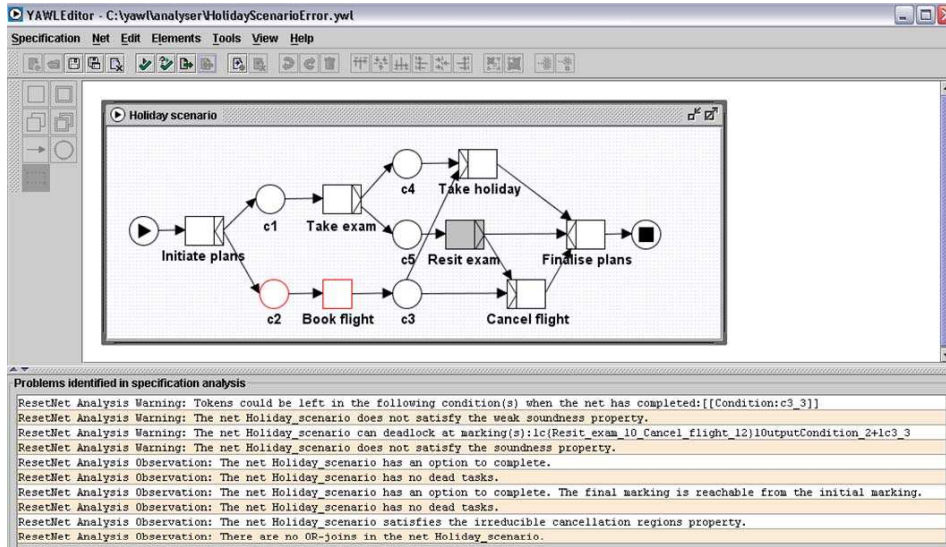 YAWLEditor - C:\yawl\analyser\HolidayScenarioError.ywl
Specification Net Edit Elements Tools View Help
Holiday scenario
c4 Take holiday
c1 Take exam
Initiate plans c5 Resit exam Finalise plans
c2 Book flight c3 Cancel flight
Problems identified in specification analysis
ResetNet Analysis Warning: Tokens could be left in the following condition(s) when the net has completed:[[Condition:c3_3]]
ResetNet Analysis Warning: The net Holiday_scenario does not satisfy the weak soundness property.
ResetNet Analysis Warning: The net Holiday_scenario can deadlock at marking(s):1c{Resit_exam_10_Cancel_flight_12}1OutputCondition_2+1c3_3
ResetNet Analysis Warning: The net Holiday_scenario does not satisfy the soundness property.
ResetNet Analysis Observation: The net Holiday_scenario has an option to complete.
ResetNet Analysis Observation: The net Holiday_scenario has no dead tasks.
ResetNet Analysis Observation: The net Holiday_scenario has an option to complete. The final marking is reachable from the initial marking.
ResetNet Analysis Observation: The net Holiday_scenario has no dead tasks.
ResetNet Analysis Observation: The net Holiday_scenario satisfies the irreducible cancellation regions property.
ResetNet Analysis Observation: There are no OR-joins in the net Holiday_scenario.